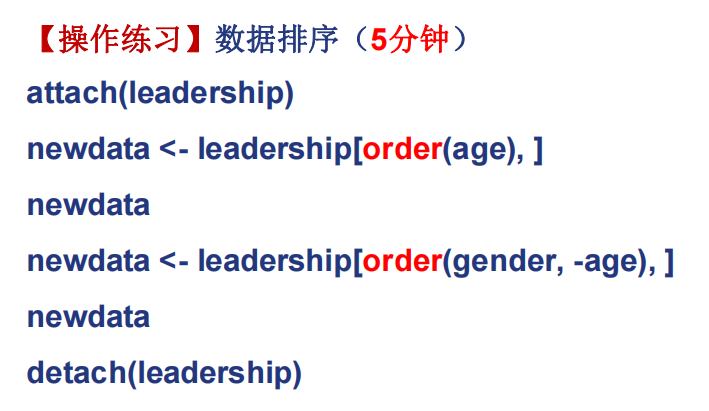 【操作练习】数据排序（5分钟）
attach(leadership)
newdata <- leadership[order(age), ]
newdata
newdata <- leadership[order(gender, -age), ]
newdata
detach(leadership)